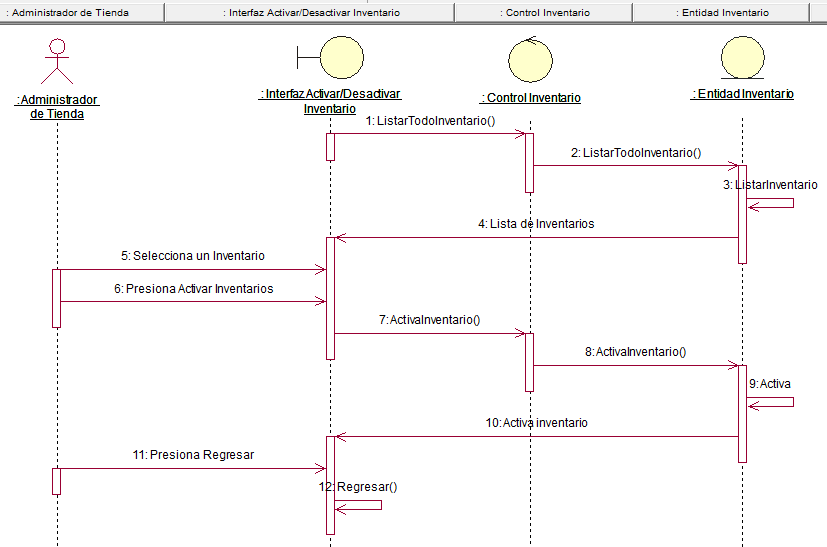 : Administrador de Tienda
: Interfaz Activar/Desactivar Inventario
: Control Inventario
: Entidad Inventario
: Administrador
de Tienda
: Interfaz Activar/Desactivar
Inventario
: Control Inventario
: Entidad Inventario
1: ListarTodoInventario()
2: ListarTodoInventario()
3: ListarInventario
4: Lista de Inventarios
5: Selecciona un Inventario
6: Presiona Activar Inventarios
7: ActivaInventario()
8: ActivaInventario()
9: Activa
10: Activa inventario
11: Presiona Regresar
12: Regresar()